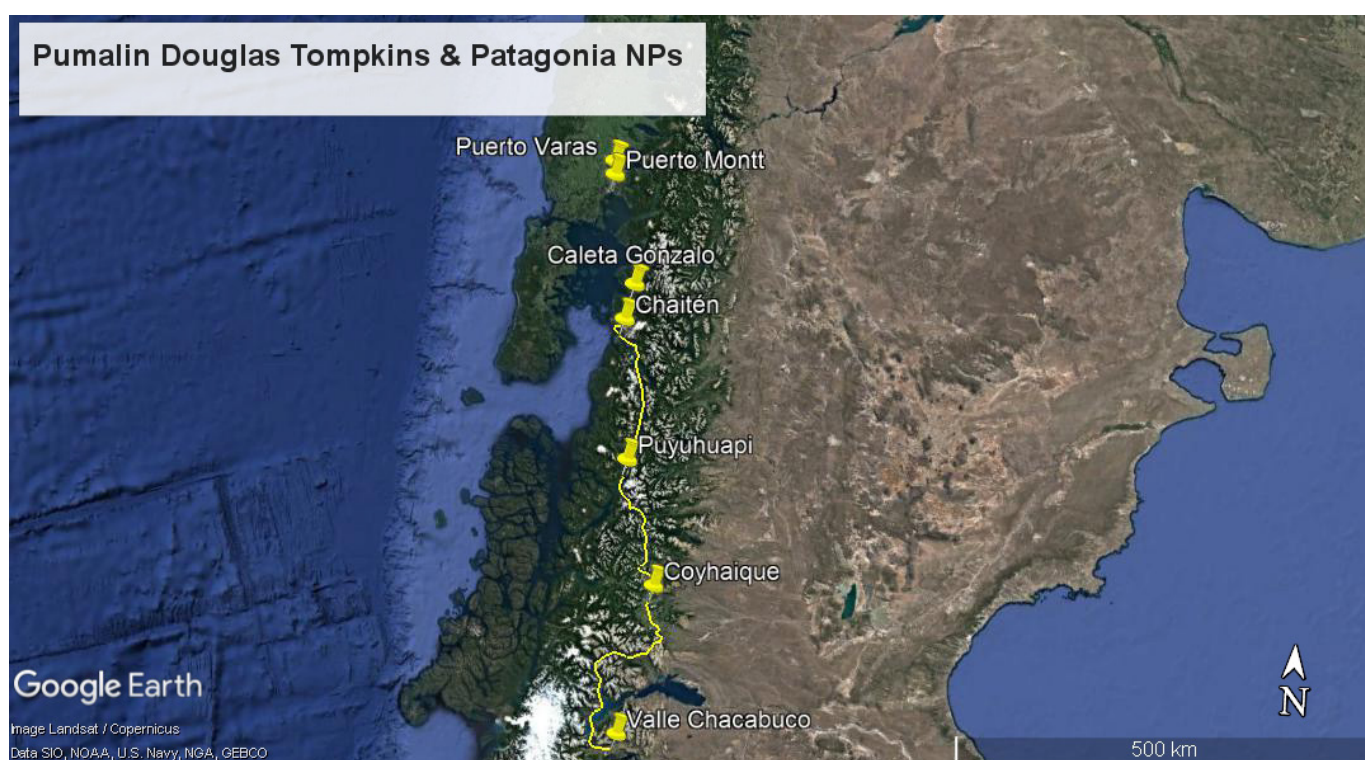 Pumalin Douglas Tompkins & Patagonia NPs
Puerto Varas
Puerto Montt
Caleta Gonzalo
Chaitén
Puyuhuapi
Coyhaique
Valle Chacabuco
Google Earth
Image Landsat / Copernicus
Data SIO, NOAA, U.S. Navy, NGA, GEBCO
N
500 km